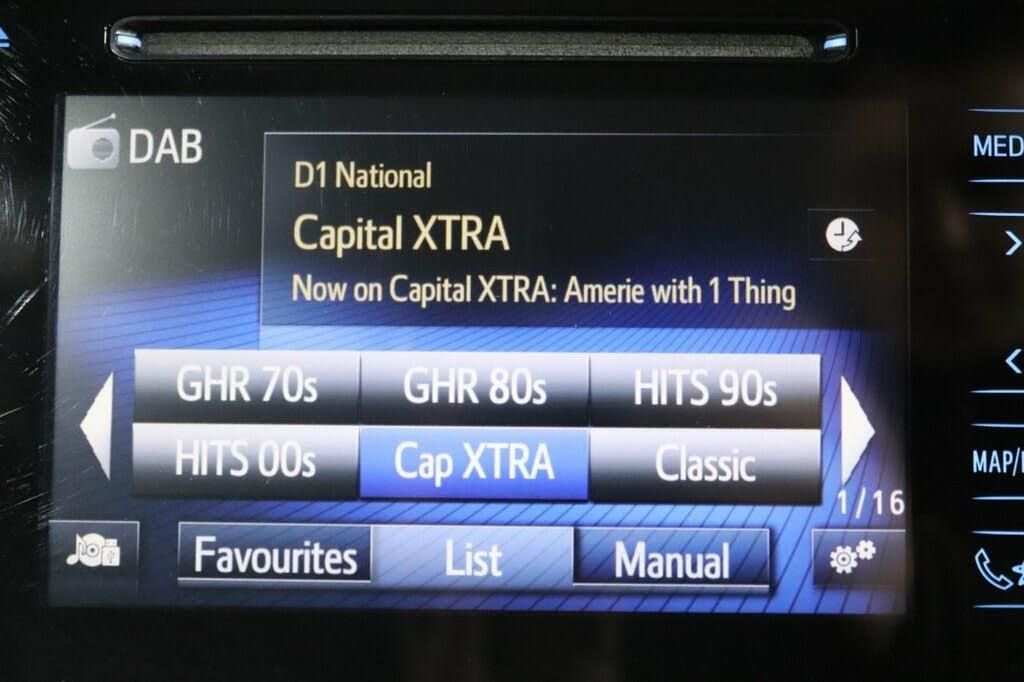 DAB
D1 National
Capital XTRA
Now on Capital XTRA: Amerie with 1 Thing
GHR 70s GHR 80s HITS 90s
HITS 00s Cap XTRA Classic
1/16
Favourites List Manual
MED
MAP/